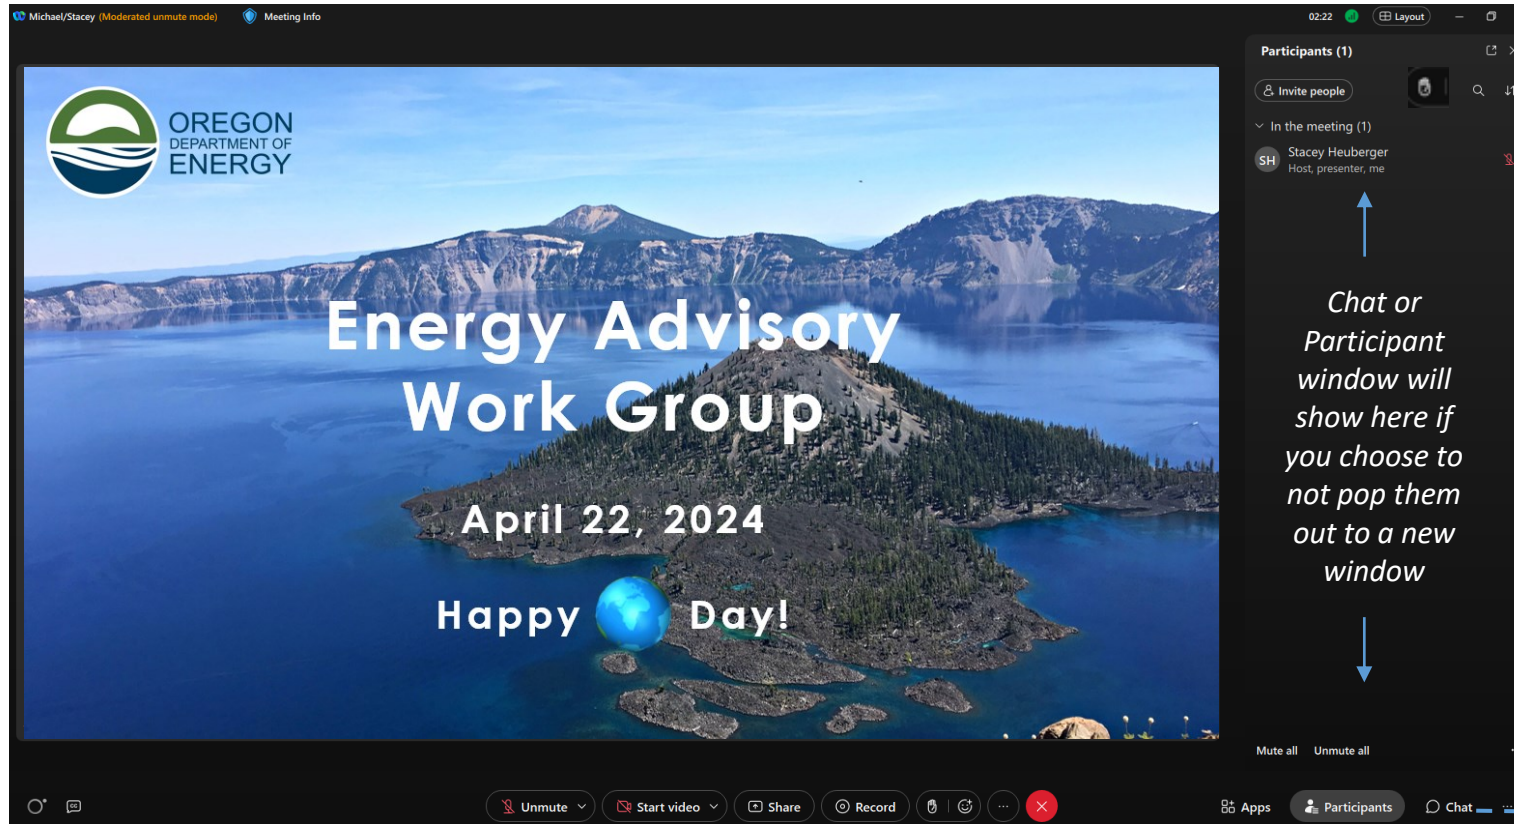 Michael/Stacey (Moderated unmute mode) Meeting Info
02:22 Layout
OREGON
DEPARTMENT OF
ENERGY
Energy Advisory
Work Group
April 22, 2024
Happy Day!
Participants (1)
Invite people
In the meeting (1)
SH
Stacey Heuberger
Host, presenter, me
Chat or
Participant
window will
show here if
you choose to
not pop them
out to a new
window
Mute all Unmute all
CC
Unmute Start video Share Record
Apps Participants Chat